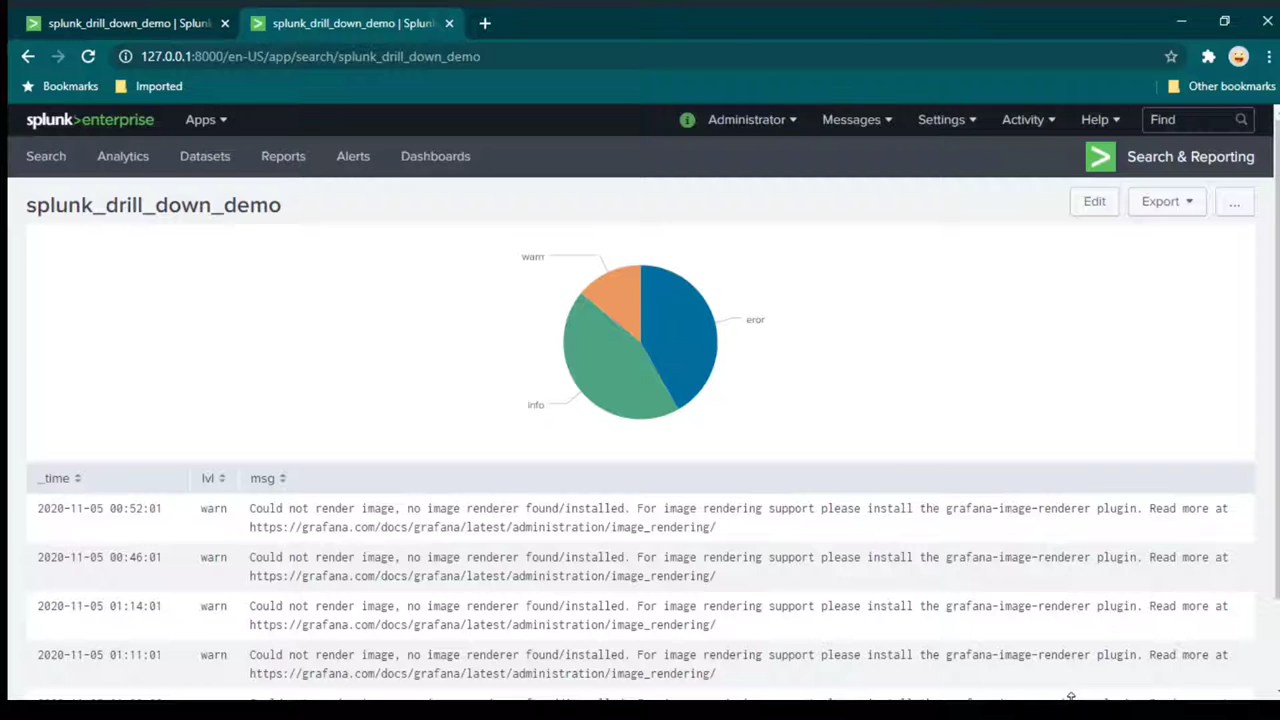 splunk_drill_down_demo | Splunk
splunk_drill_down_demo | Splunk
127.0.0.1:8000/en-US/app/search/splunk_drill_down_demo
Bookmarks Imported Other bookmarks
splunk>enterprise Apps Administrator Messages Settings Activity Help Find
Search Analytics Datasets Reports Alerts Dashboards Search & Reporting
splunk_drill_down_demo Edit Export ...
warn
eror
info
_time lvl msg
2020-11-05 00:52:01 warn Could not render image, no image renderer found/installed. For image rendering support please install the grafana-image-renderer plugin. Read more at
https://grafana.com/docs/grafana/latest/administration/image_rendering/
2020-11-05 00:46:01 warn Could not render image, no image renderer found/installed. For image rendering support please install the grafana-image-renderer plugin. Read more at
https://grafana.com/docs/grafana/latest/administration/image_rendering/
2020-11-05 01:14:01 warn Could not render image, no image renderer found/installed. For image rendering support please install the grafana-image-renderer plugin. Read more at
https://grafana.com/docs/grafana/latest/administration/image_rendering/
2020-11-05 01:11:01 warn Could not render image, no image renderer found/installed. For image rendering support please install the grafana-image-renderer plugin. Read more at
https://grafana.com/docs/grafana/latest/administration/image_rendering/